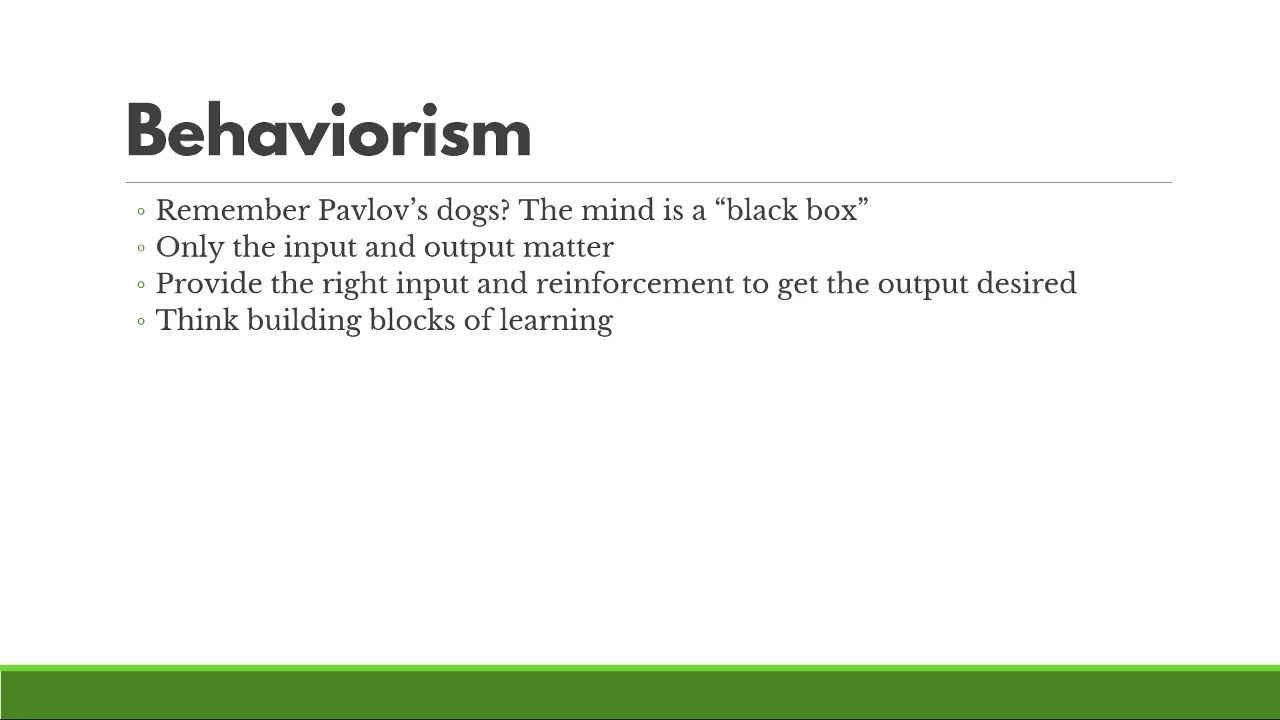 Behaviorism
◦ Remember Pavlov’s dogs? The mind is a “black box”
◦ Only the input and output matter
◦ Provide the right input and reinforcement to get the output desired
◦ Think building blocks of learning